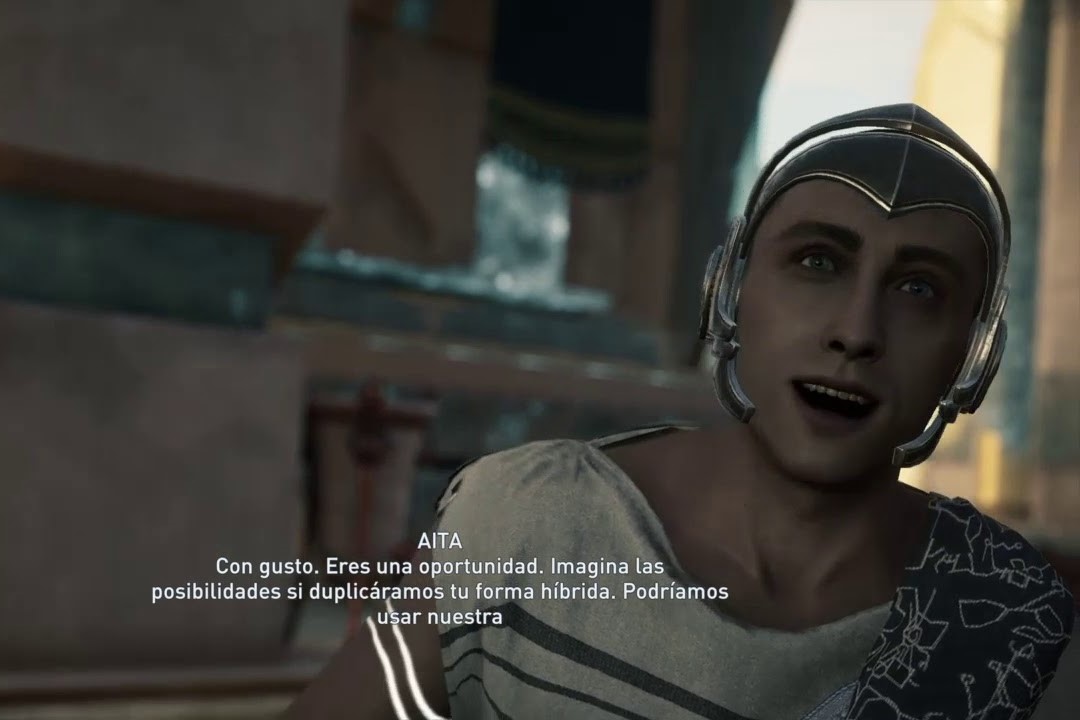 AITA
Con gusto. Eres una oportunidad. Imagina las
posibilidades si duplicáramos tu forma híbrida. Podríamos
usar nuestra